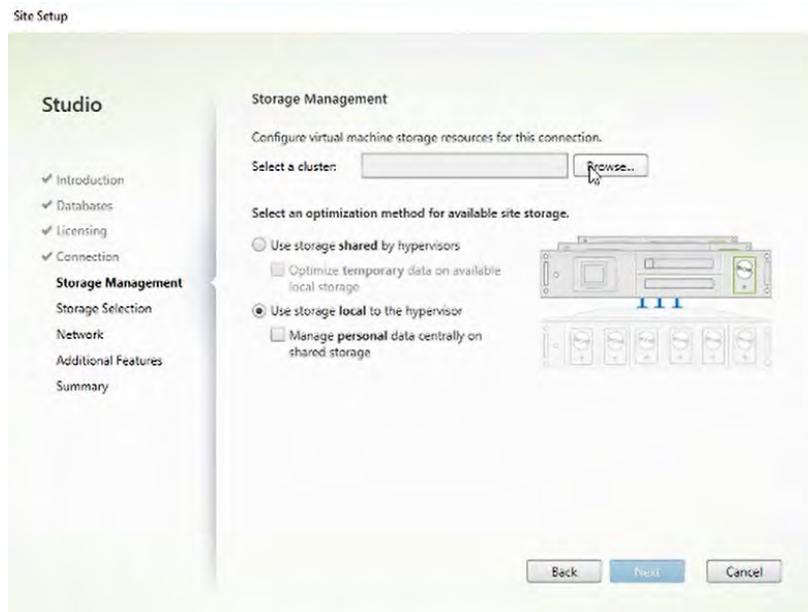 Site Setup
Studio
Introduction
Databases
Licensing
Connection
Storage Management
Storage Selection
Network
Additional Features
Summary
Storage Management
Configure virtual machine storage resources for this connection.
Select a cluster:
Browse...
Select an optimization method for available site storage.
Use storage shared by hypervisors
Optimize temporary data on available
local storage
Use storage local to the hypervisor
Manage personal data centrally on
shared storage
Back
Next
Cancel